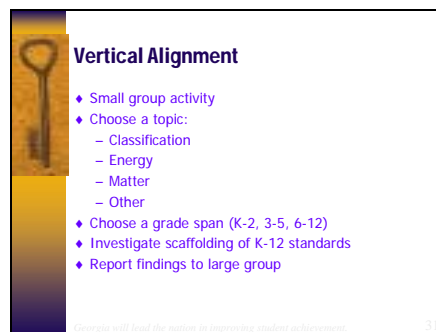 Vertical Alignment
♦ Small group activity
♦ Choose a topic:
– Classification
– Energy
– Matter
– Other
♦ Choose a grade span (K-2, 3-5, 6-12)
♦ Investigate scaffolding of K-12 standards
♦ Report findings to large group
Georgia will lead the nation in improving student achievement.